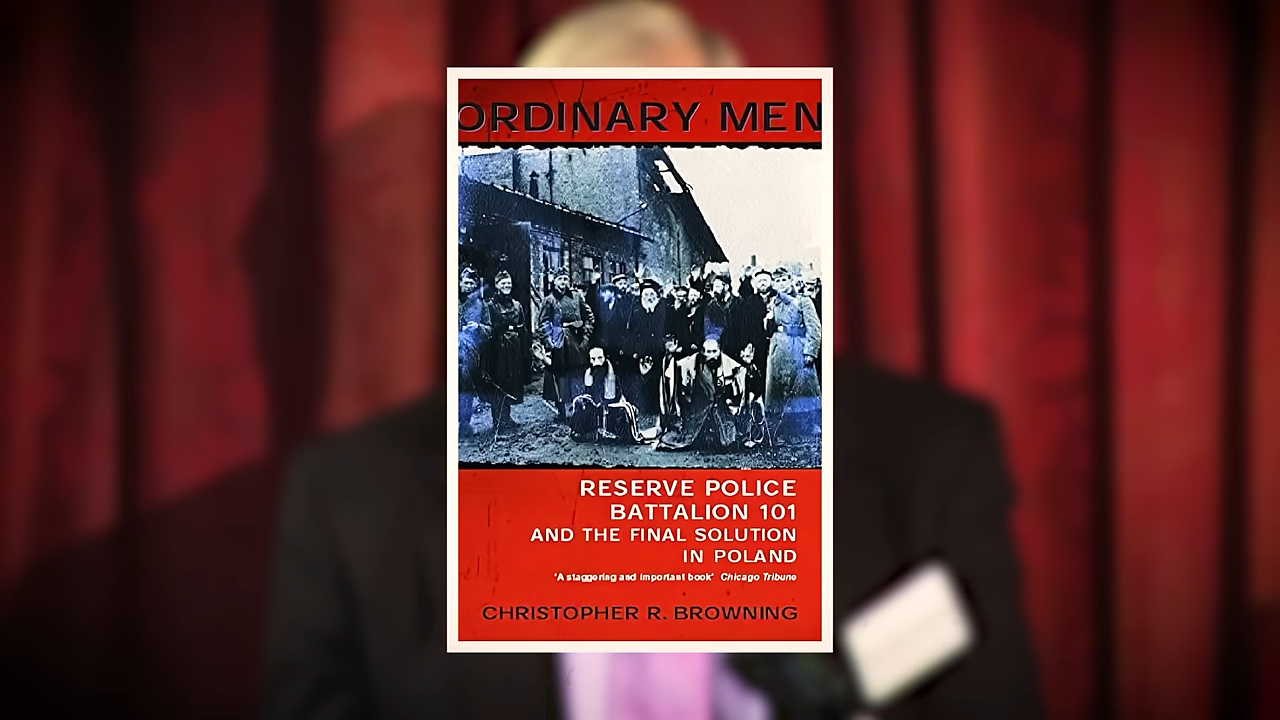 ORDINARY MEN
RESERVE POLICE
BATTALION 101
AND THE FINAL SOLUTION
IN POLAND
'A staggering and important book' Chicago Tribune
CHRISTOPHER R. BROWNING